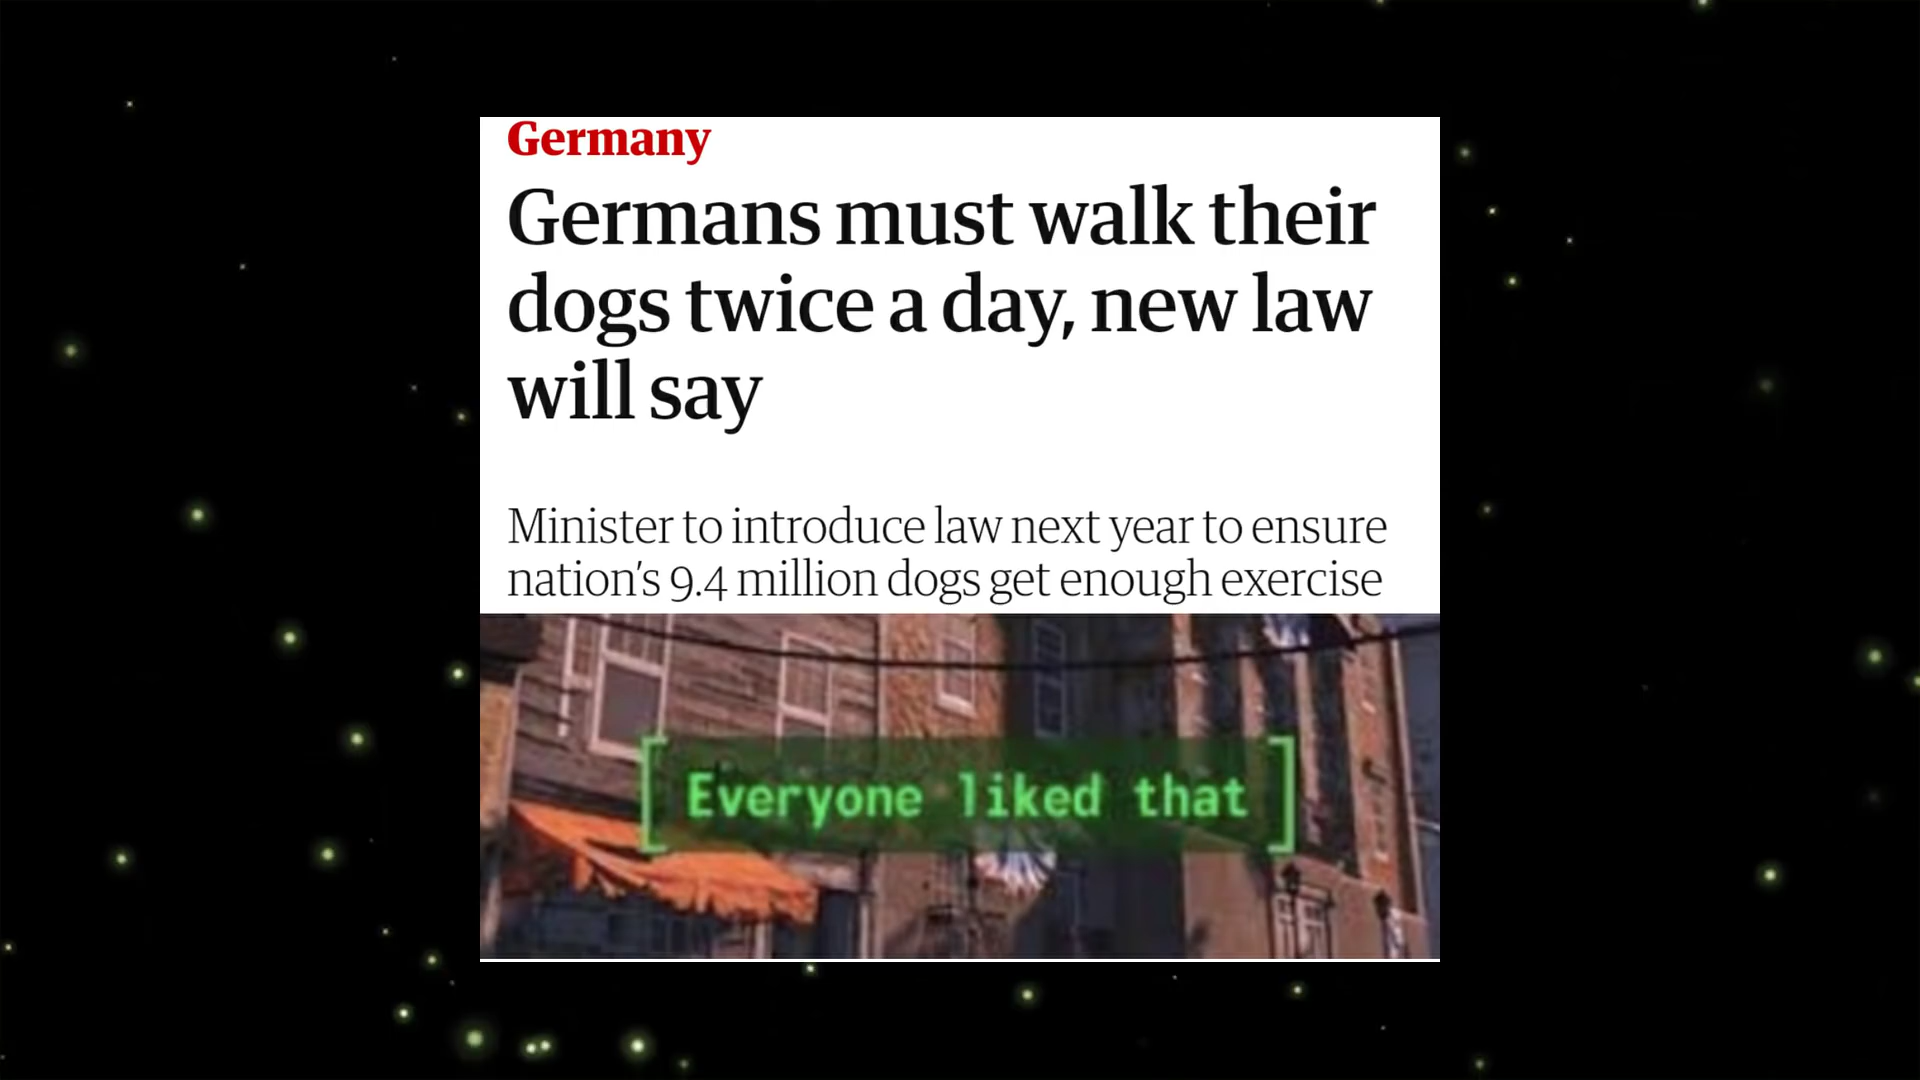 Germany
Germans must walk their
dogs twice a day, new law
will say
Minister to introduce law next year to ensure
nation's 9.4 million dogs get enough exercise
[ Everyone liked that ]